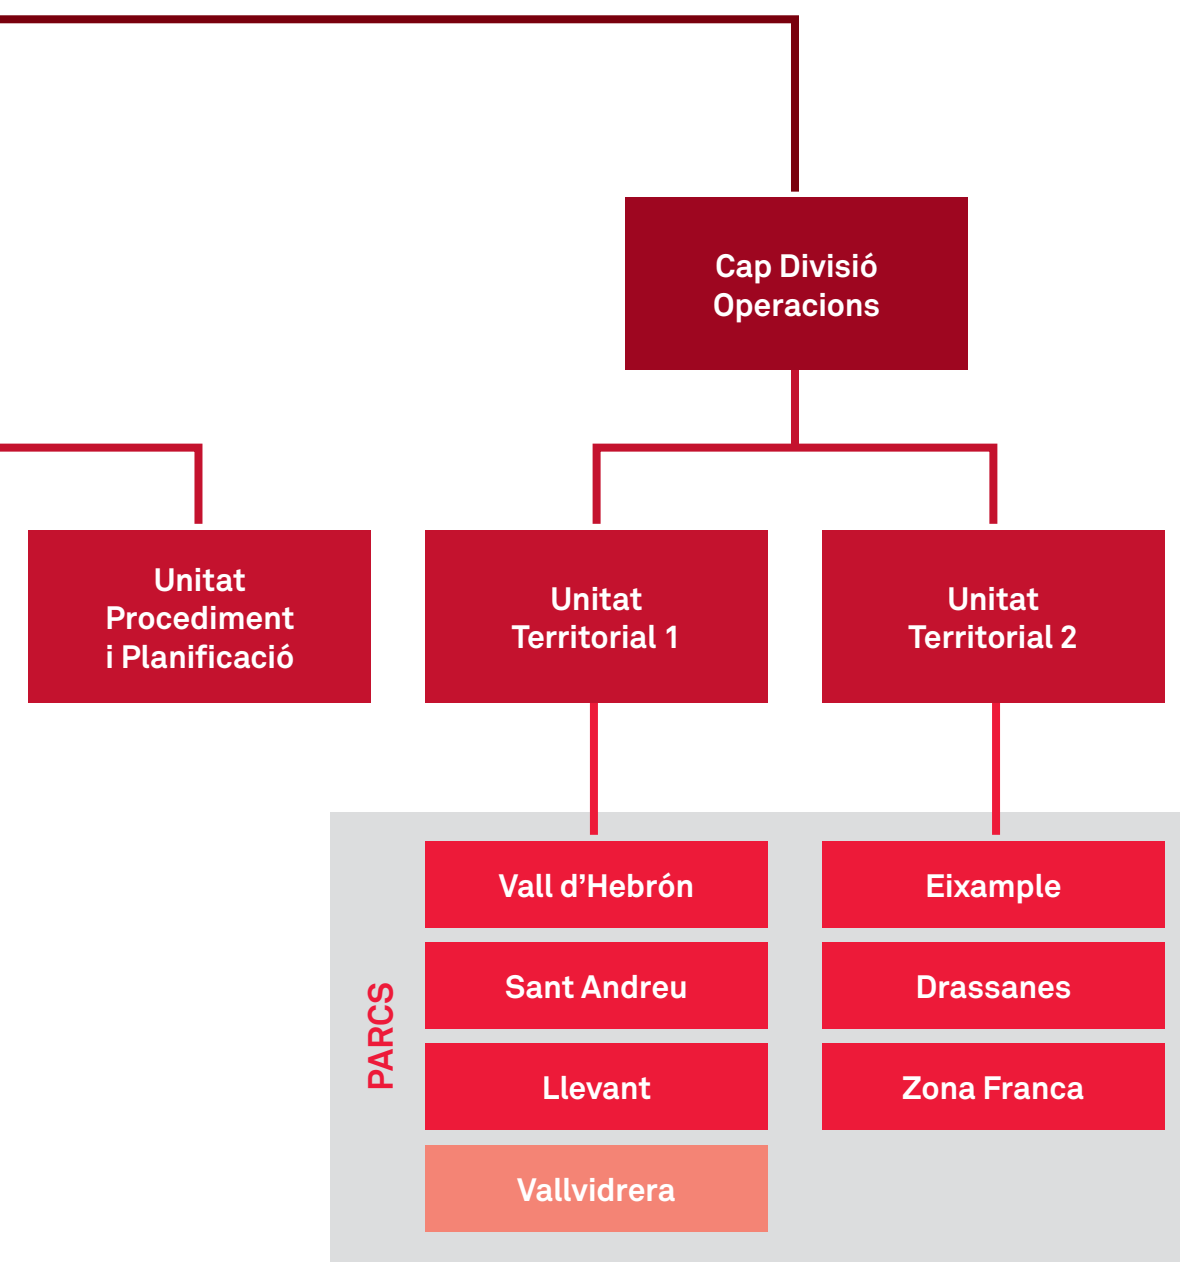 Cap Divisió
Operacions
Unitat
Procediment
i Planificació
Unitat
Territorial 1
Unitat
Territorial 2
PARCS
Vall d’Hebrón
Sant Andreu
Llevant
Vallvidrera
Eixample
Drassanes
Zona Franca